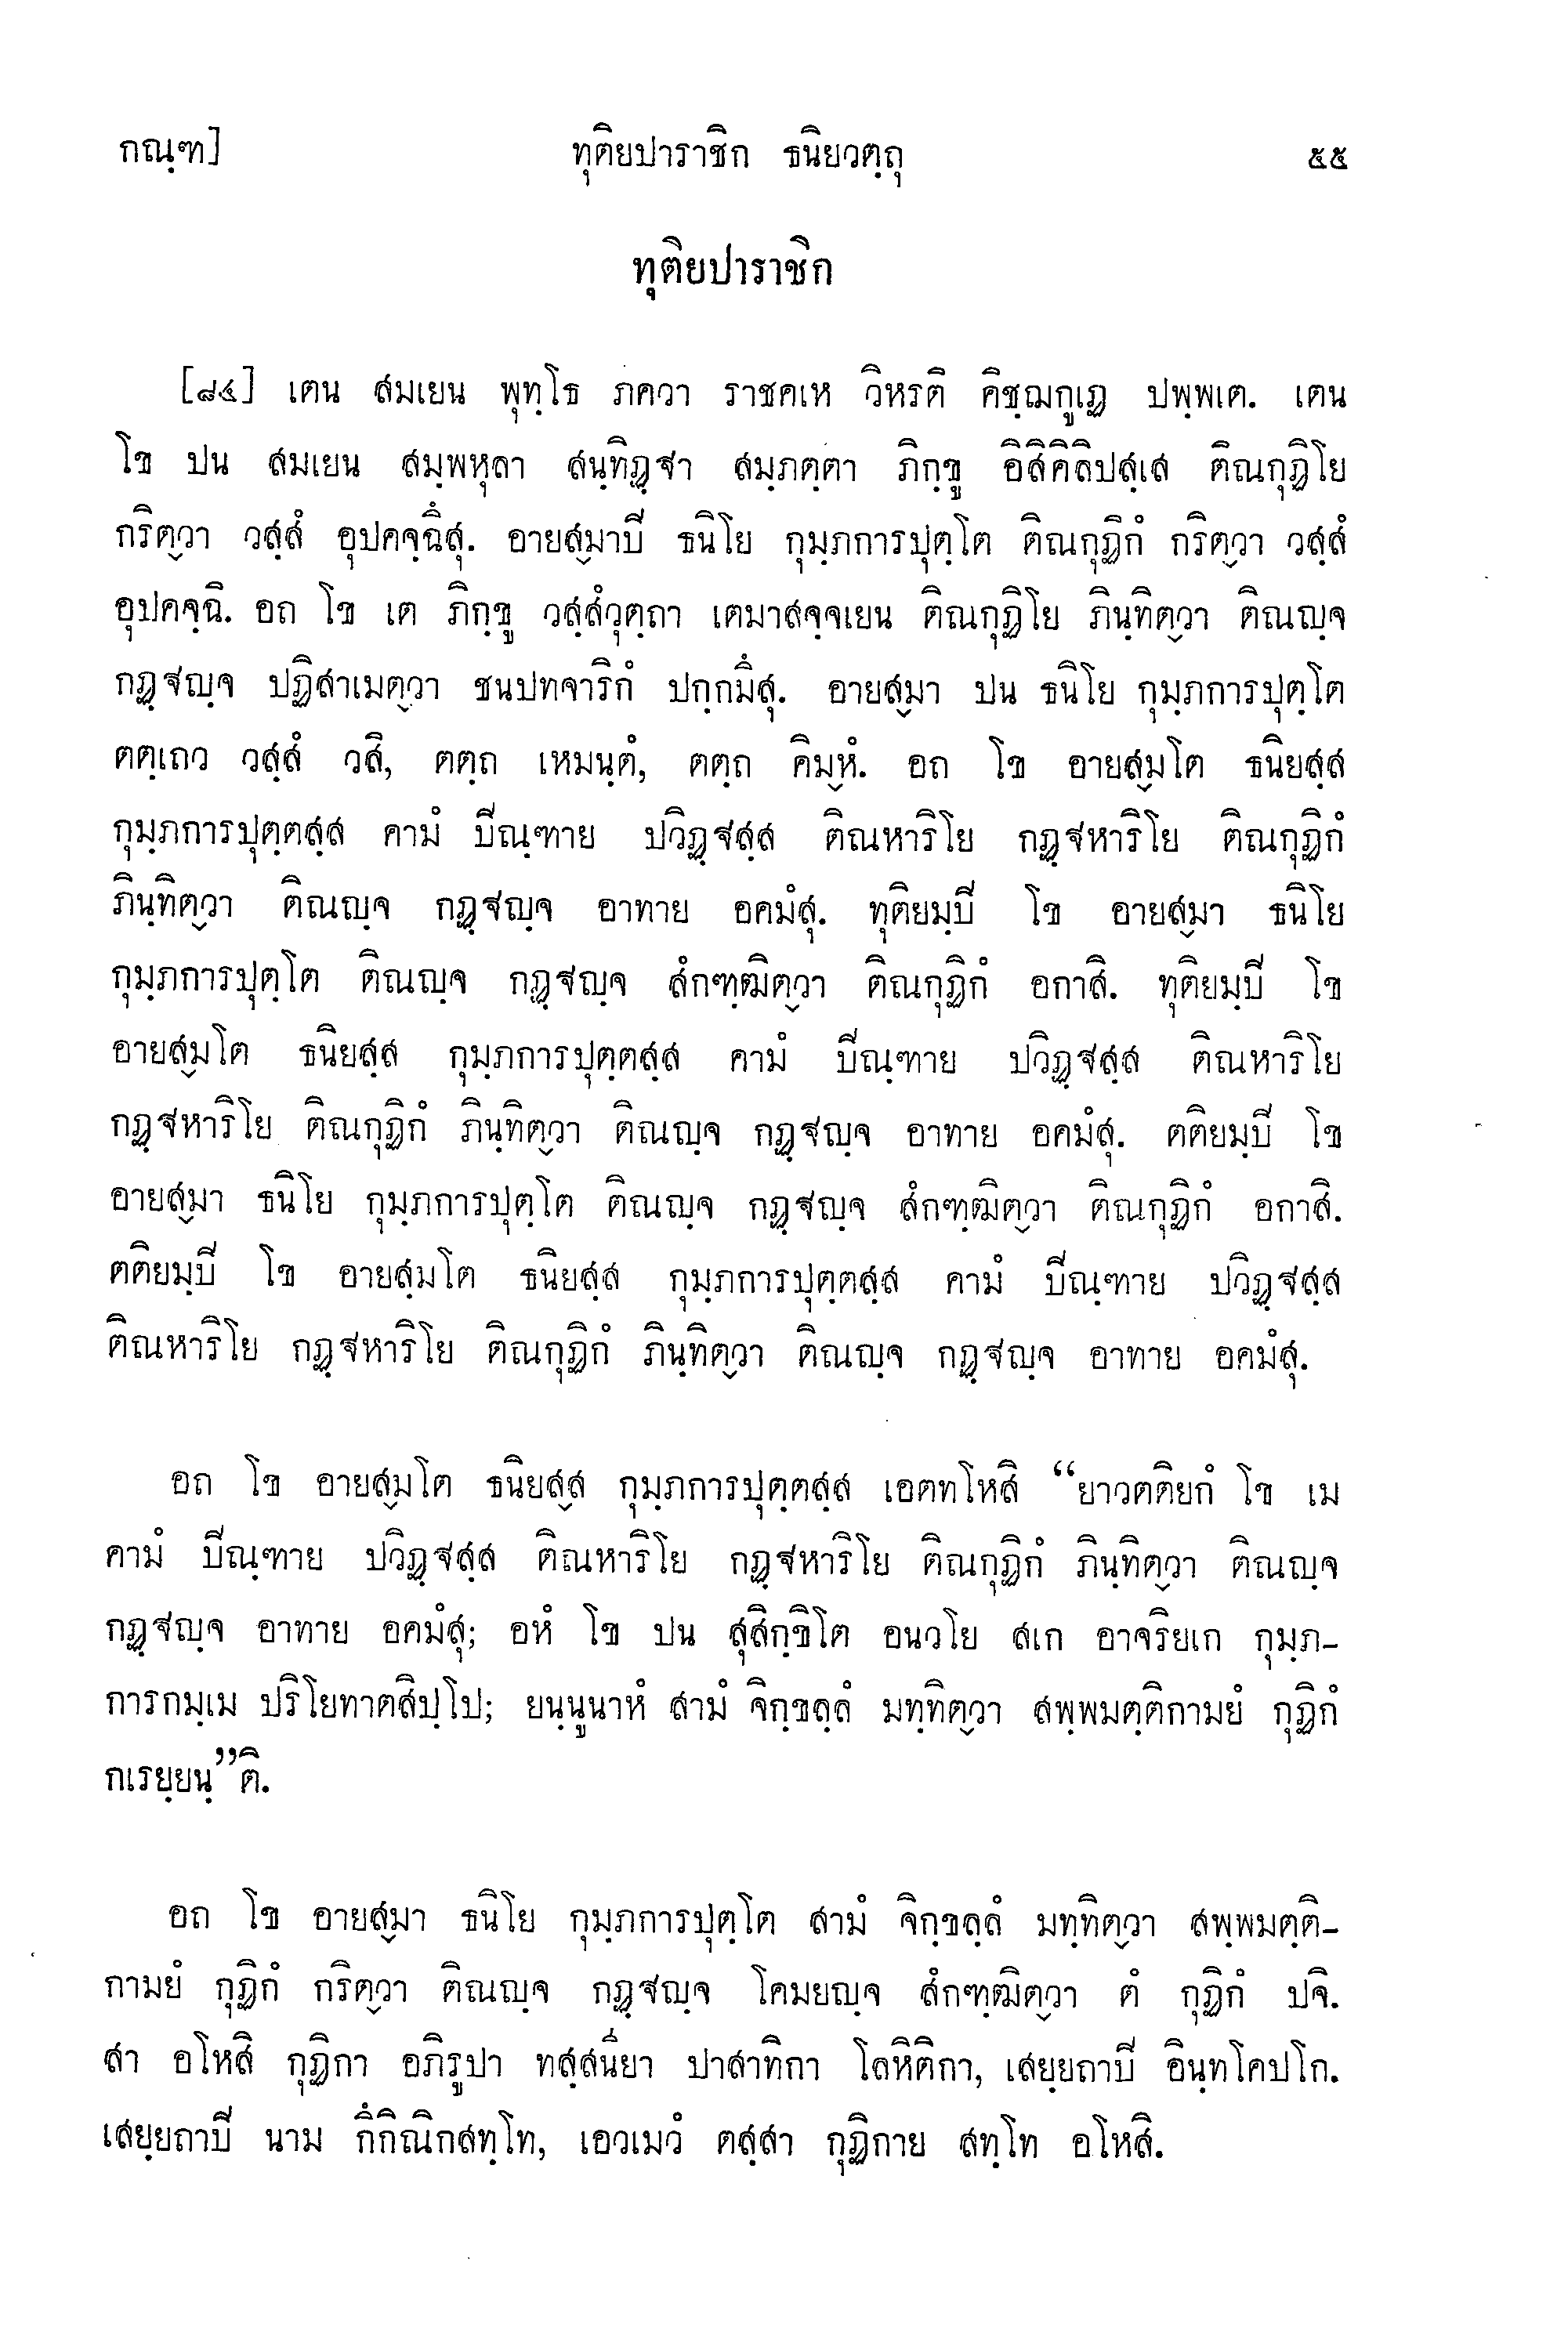 กณฺฑ]
ทุติยปาราชิก ธนิยวตฺถุ
๕๕
ทุติยปาราชิก
[๘๔] เตน สมเยน พุทฺโธ ภควา ราชคเห วิหรติ คิชฺฌกูเฏ ปพฺพเต. เตน
โข ปน สมเยน สมฺพหุลา สนฺทิฏฺฐา สมฺภตฺตา ภิกฺขู อิสิคิลิปสฺเส ติณกุฏิโย
กริตฺวา วสฺสํ อุปคจฺฉึสุ. อายสฺมาปิ ธนิโย กุมฺภการปุตฺโต ติณกุฏิกํ กริตฺวา วสฺสํ
อุปคจฺฉิ. อถ โข เต ภิกฺขู วสฺสํวุตฺถา เตมาสจฺจเยน ติณกุฏิโย ภินฺทิตฺวา ติณญฺจ
กฏฺฐญฺจ ปฏิสาเมตฺวา ชนปทจาริกํ ปกฺกมึสุ. อายสฺมา ปน ธนิโย กุมฺภการปุตฺโต
ตตฺเถว วสฺสํ วสิ, ตตฺถ เหมนฺตํ, ตตฺถ คิมฺหํ. อถ โข อายสฺมโต ธนิยสฺส
กุมฺภการปุตฺตสฺส คามํ ปิณฺฑาย ปวิฏฺฐสฺส ติณหาริโย กฏฺฐหาริโย ติณกุฏิกํ
ภินฺทิตฺวา ติณญฺจ กฏฺฐญฺจ อาทาย อคมํสุ. ทุติยมฺปิ โข อายสฺมา ธนิโย
กุมฺภการปุตฺโต ติณญฺจ กฏฺฐญฺจ สํกฑฺฒิตฺวา ติณกุฏิกํ อกาสิ. ทุติยมฺปิ โข
อายสฺมโต ธนิยสฺส กุมฺภการปุตฺตสฺส คามํ ปิณฺฑาย ปวิฏฺฐสฺส ติณหาริโย
กฏฺฐหาริโย ติณกุฏิกํ ภินฺทิตฺวา ติณญฺจ กฏฺฐญฺจ อาทาย อคมํสุ. ตติยมฺปิ โข
อายสฺมา ธนิโย กุมฺภการปุตฺโต ติณญฺจ กฏฺฐญฺจ สํกฑฺฒิตฺวา ติณกุฏิกํ อกาสิ.
ตติยมฺปิ โข อายสฺมโต ธนิยสฺส กุมฺภการปุตฺตสฺส คามํ ปิณฺฑาย ปวิฏฺฐสฺส
ติณหาริโย กฏฺฐหาริโย ติณกุฏิกํ ภินฺทิตฺวา ติณญฺจ กฏฺฐญฺจ อาทาย อคมํสุ.
อถ โข อายสฺมโต ธนิยสฺส กุมฺภการปุตฺตสฺส เอตทโหสิ “ยาวตติยกํ โข เม
คามํ ปิณฺฑาย ปวิฏฺฐสฺส ติณหาริโย กฏฺฐหาริโย ติณกุฏิกํ ภินฺทิตฺวา ติณญฺจ
กฏฺฐญฺจ อาทาย อคมํสุ; อหํ โข ปน สุสิกฺขิโต อนวโย สเก อาจริยเก กุมฺภ-
การกมฺเม ปริโยทาตสิปฺโป; ยนฺนูนาหํ สามํ จิกฺขลฺลํ มทฺทิตฺวา สพฺพมตฺติกามยํ กุฏิกํ
กเรยฺยนฺ”ติ.
อถ โข อายสฺมา ธนิโย กุมฺภการปุตฺโต สามํ จิกฺขลฺลํ มทฺทิตฺวา สพฺพมตฺติ-
กามยํ กุฏิกํ กริตฺวา ติณญฺจ กฏฺฐญฺจ โคมยญฺจ สํกฑฺฒิตฺวา ตํ กุฏิกํ ปจิ.
สา อโหสิ กุฏิกา อภิรูปา ทสฺสนียา ปาสาทิกา โลหิติกา, เสยฺยถาปิ อินฺทโคปโก.
เสยฺยถาปิ นาม กึกิณิกสทฺโท, เอวเมวํ ตสฺสา กุฏิกาย สทฺโท อโหสิ.